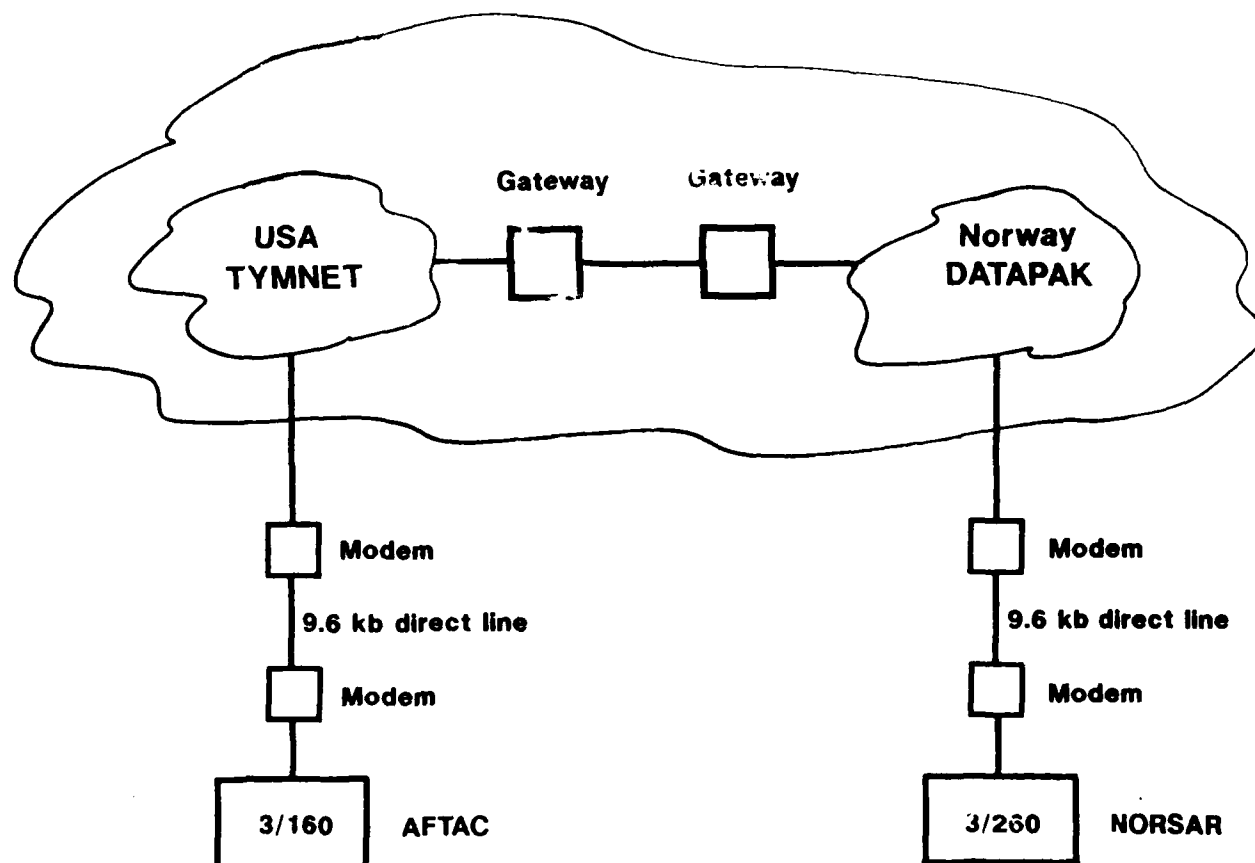 Gateway
Gateway
USA
TYMNET
Norway
DATAPAK
Modem
Modem
9.6 kb direct line
9.6 kb direct line
Modem
Modem
3/160
AFTAC
3/260
NORSAR